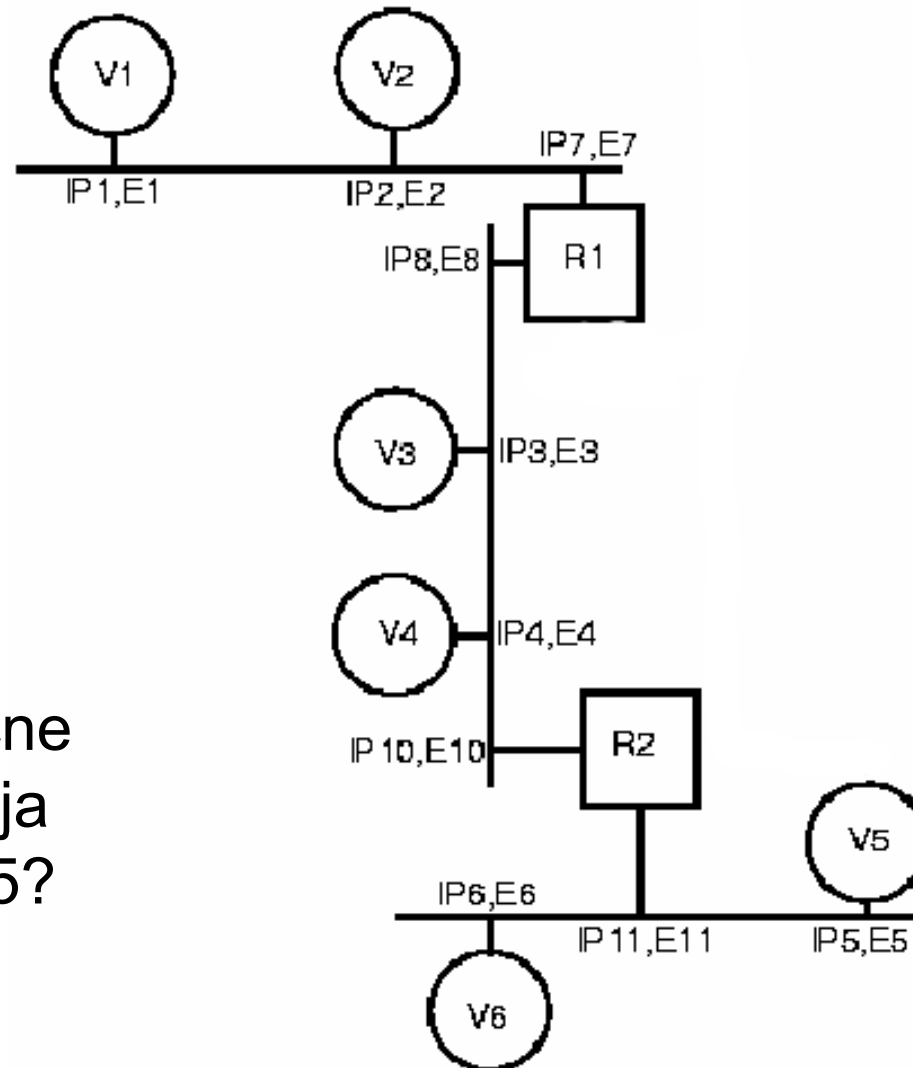 V1
V2
IP7,E7
IP1,E1
IP2,E2
IP8,E8
R1
V3
IP3,E3
V4
IP4,E4
ne
IP10,E10
R2
ja
5?
V5
IP6,E6
IP11,E11
IP5,E5
V6